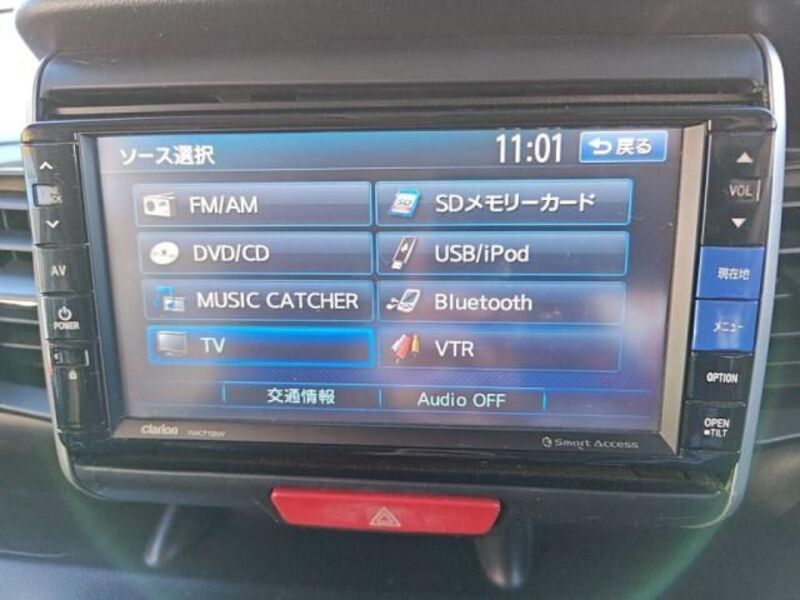 ソース選択
11:01
戻る
FM/AM
SD
SDメモリーカード
DVD/CD
USB/iPod
MUSIC CATCHER
Bluetooth
TV
VTR
交通情報
Audio OFF
Clarion
Smart Access
AV
POWER
VOL
現在地
メニュー
OPTION
OPEN
TILT